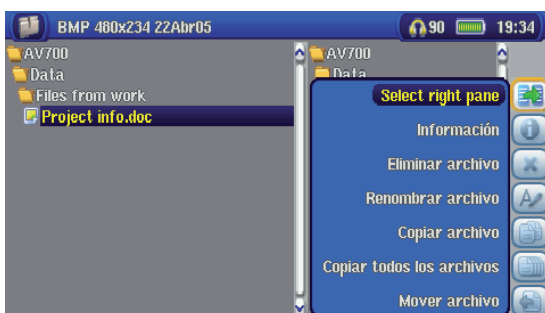 BMP 480x234 22Abr05
90
19:34
AV700
Data
Files from work
Project info.doc
AV700
Data
Select right pane
Información
Eliminar archivo
Renombrar archivo
Copiar archivo
Copiar todos los archivos
Mover archivo